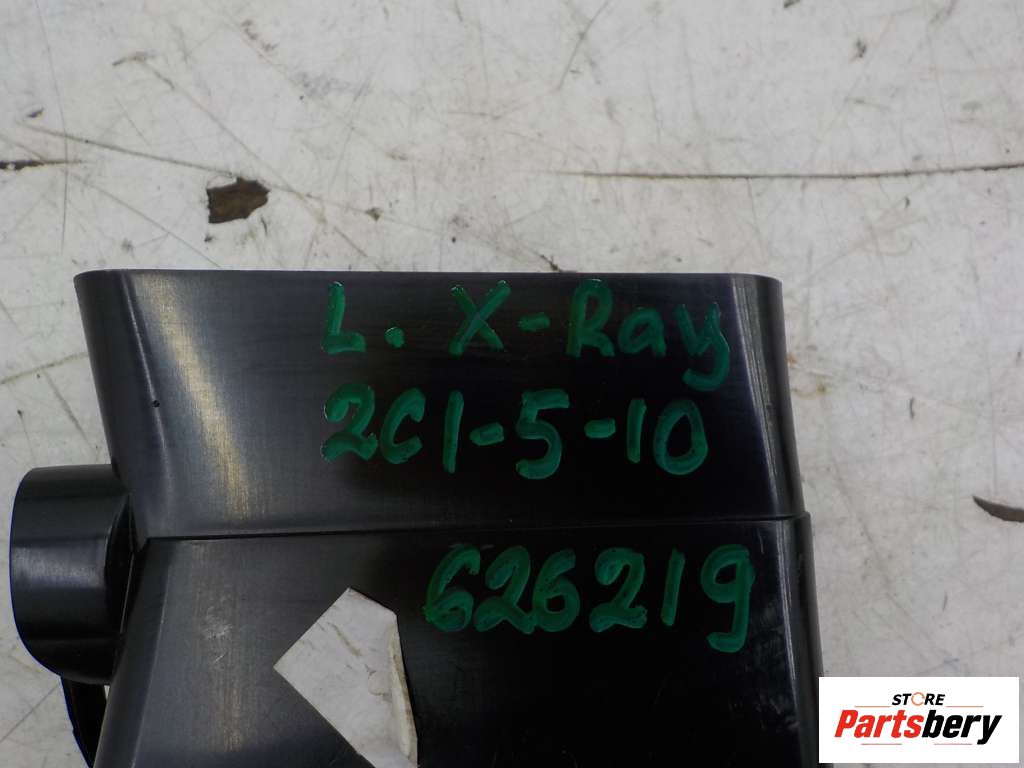 L. X-Ray
2C1-5-10
626219
STORE
Partsbery